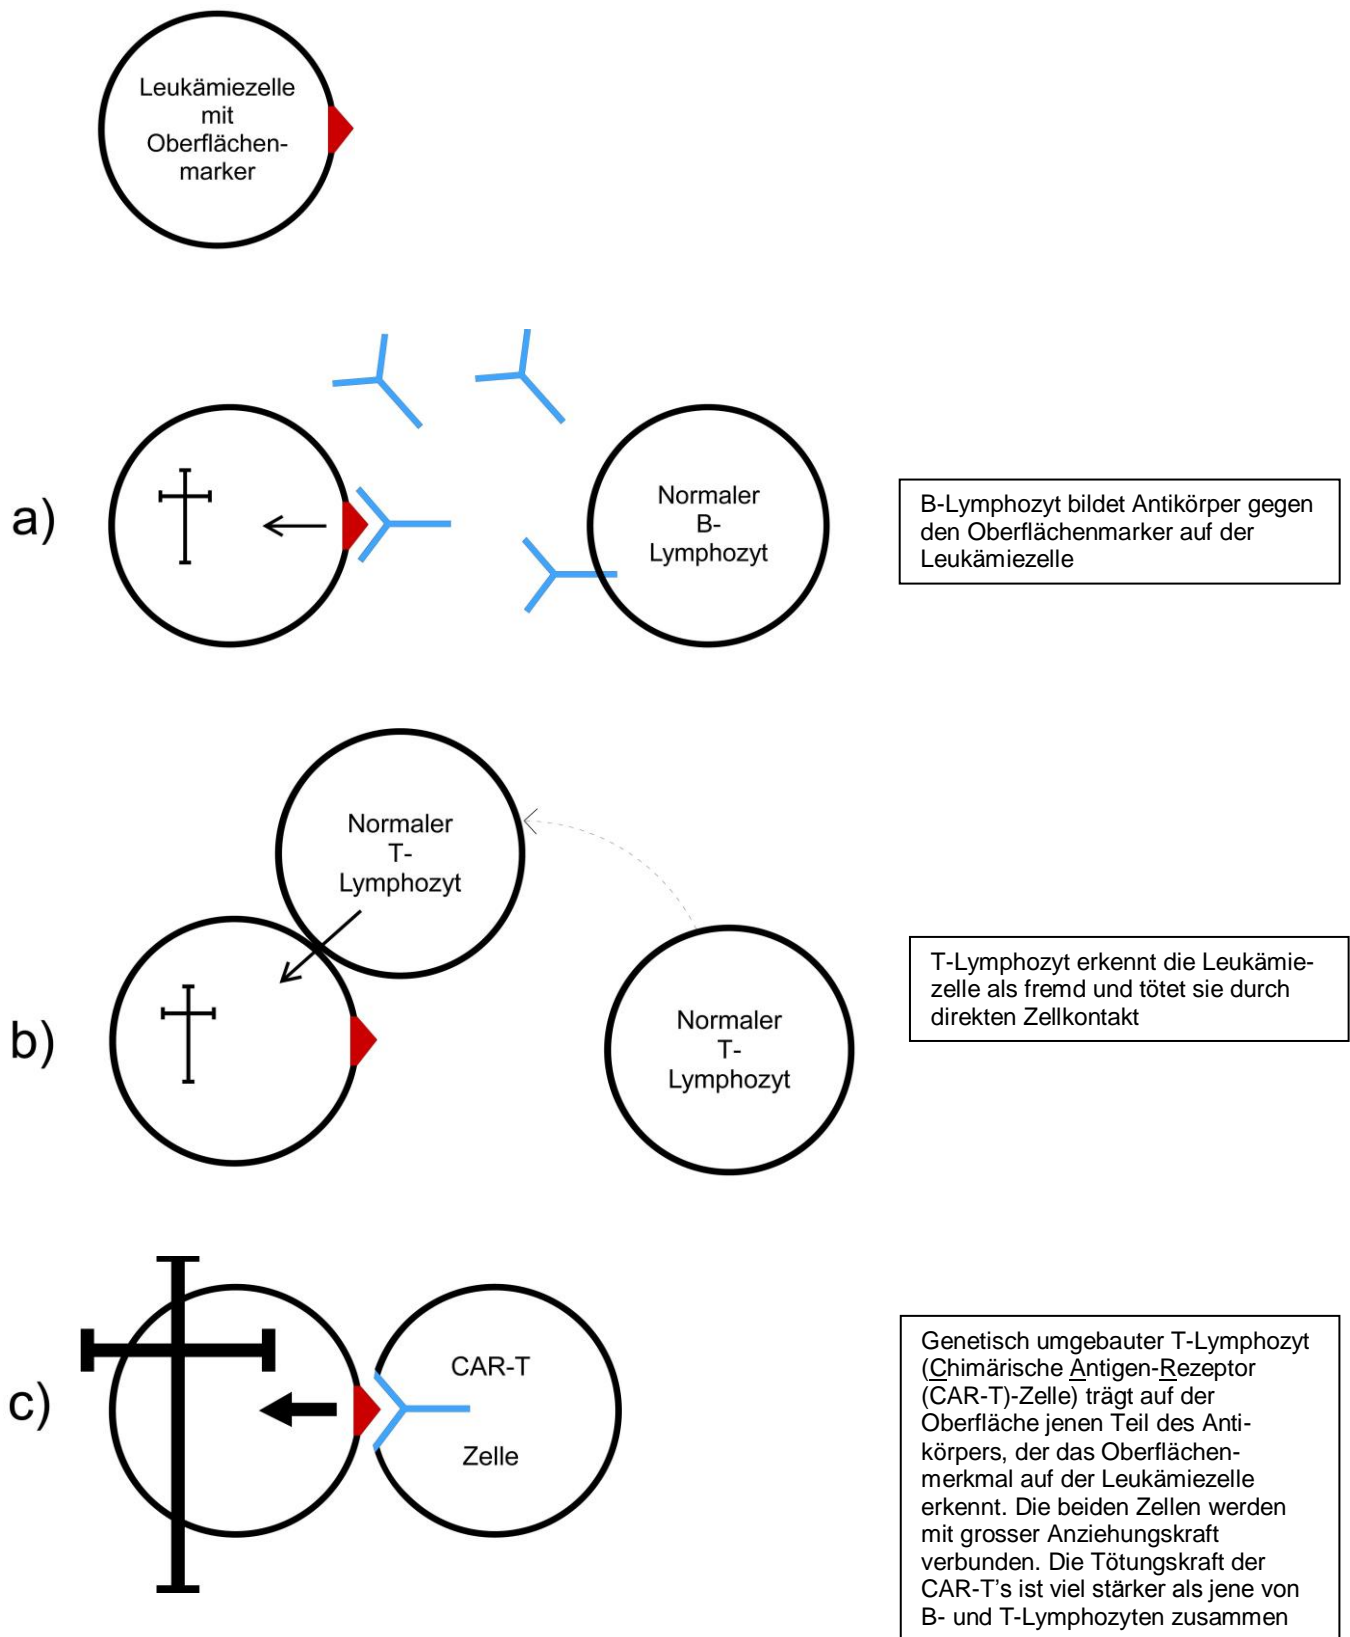 Leukämiezelle
mit
Oberflächen-
marker
a)
Normaler
B-
Lymphozyt
B-Lymphozyt bildet Antikörper gegen
den Oberflächenmarker auf der
Leukämiezelle
b)
Normaler
T-
Lymphozyt
Normaler
T-
Lymphozyt
T-Lymphozyt erkennt die Leukämie-
zelle als fremd und tötet sie durch
direkten Zellkontakt
c)
CAR-T
Zelle
Genetisch umgebauter T-Lymphozyt
(Chimärische Antigen-Rezeptor
(CAR-T)-Zelle) trägt auf der
Oberfläche jenen Teil des Anti-
körpers, der das Oberflächen-
merkmal auf der Leukämiezelle
erkennt. Die beiden Zellen werden
mit grosser Anziehungskraft
verbunden. Die Tötungskraft der
CAR-T’s ist viel stärker als jene von
B- und T-Lymphozyten zusammen